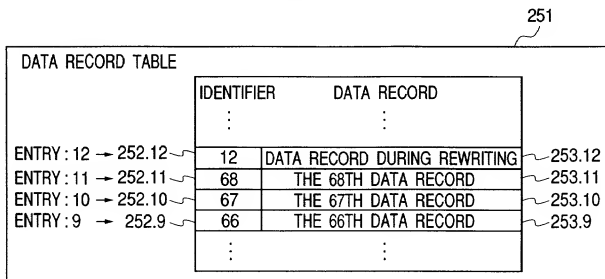 251
DATA RECORD TABLE
IDENTIFIER DATA RECORD
⋮ ⋮
ENTRY : 12 → 252.12 12 DATA RECORD DURING REWRITING 253.12
ENTRY : 11 → 252.11 68 THE 68TH DATA RECORD 253.11
ENTRY : 10 → 252.10 67 THE 67TH DATA RECORD 253.10
ENTRY : 9 → 252.9 66 THE 66TH DATA RECORD 253.9
⋮ ⋮